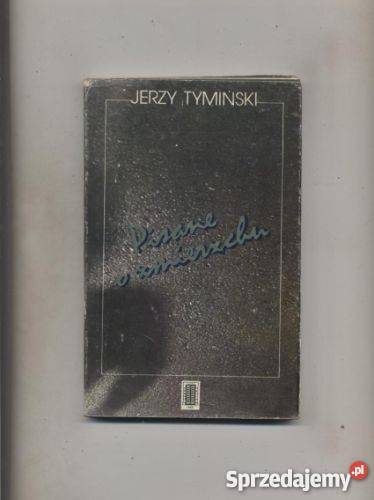 JERZY TYMIŃSKI
Pisane
o zmierzchu
Sprzedajemy.pl